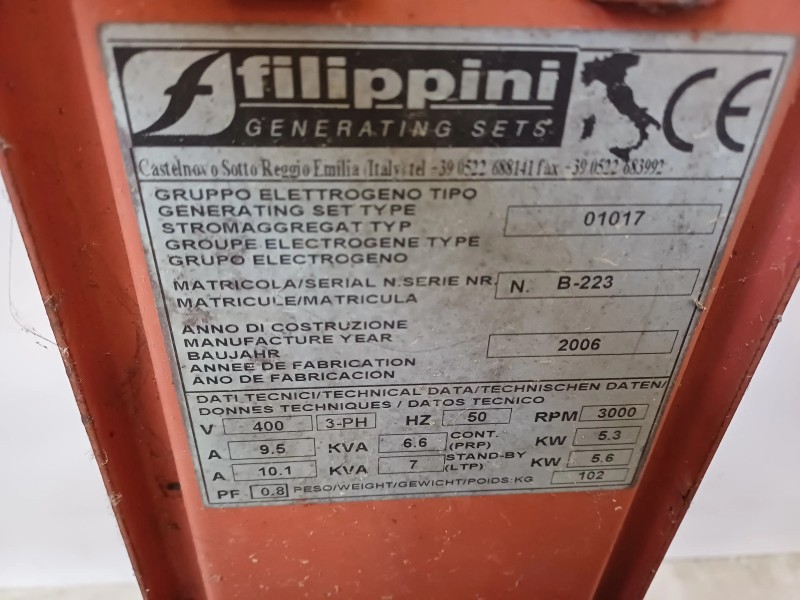 filippini
GENERATING SETS
CE
Castelnovo Sotto Reggio Emilia (Italy) tel +39 0522 688141 fax +39 0522 683992
GRUPPO ELETTROGENO TIPO
GENERATING SET TYPE
STROMAGGREGAT TYP 01017
GROUPE ELECTROGENE TYPE
GRUPO ELECTROGENO
MATRICOLA/SERIAL N.SERIE NR. N. B-223
MATRICULE/MATRICULA
ANNO DI COSTRUZIONE
MANUFACTURE YEAR
BAUJAHR 2006
ANNEE DE FABRICATION
ANO DE FABRICACION
DATI TECNICI/TECHNICAL DATA/TECHNISCHEN DATEN/
DONNES TECHNIQUES / DATOS TECNICO
V 400 3-PH HZ 50 RPM 3000
A 9.5 KVA 6.6 CONT. (PRP) KW 5.3
A 10.1 KVA 7 STAND-BY (LTP) KW 5.6
PF 0.8 PESO/WEIGHT/GEWICHT/POIDS:KG 102